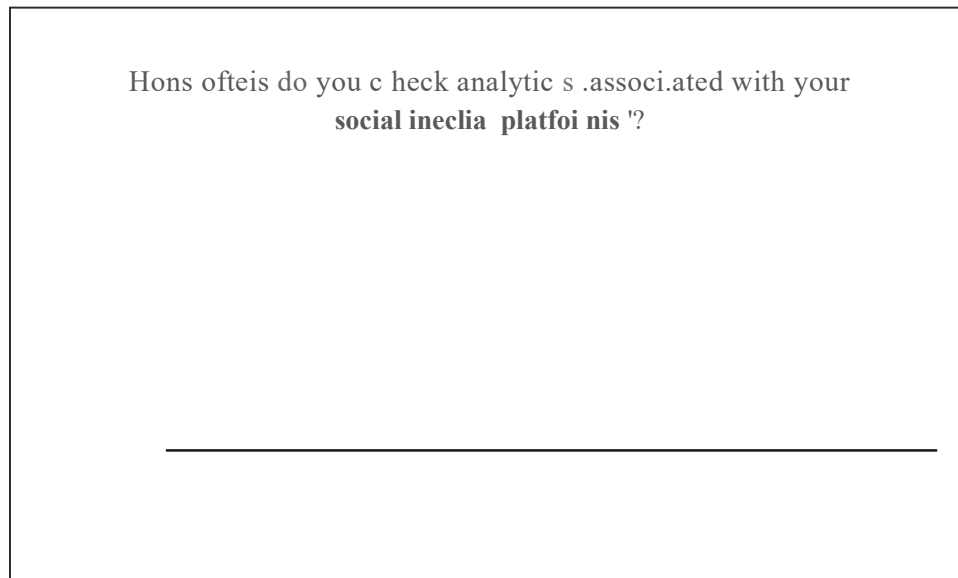 Hons ofteis do you c heck analytic s .associ.ated with your
social ineclia platfoi nis '?